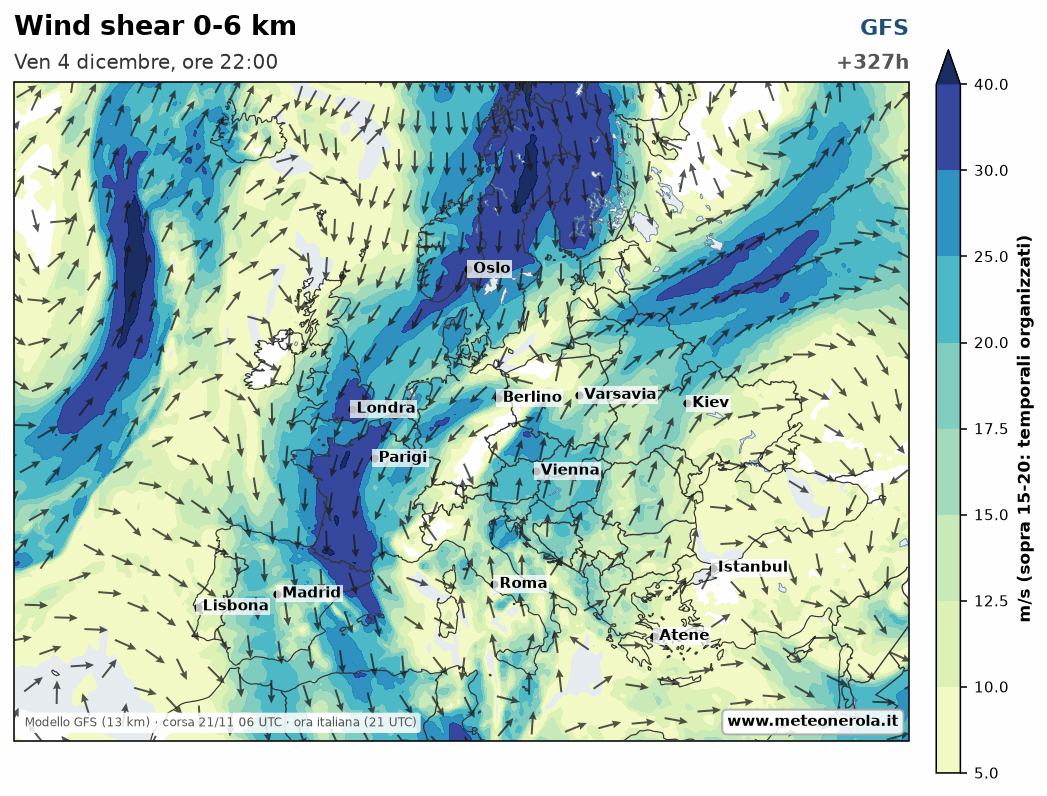 Wind shear 0-6 km
GFS
Ven 4 dicembre, ore 22:00
+327h
40.0
30.0
25.0
20.0
17.5
15.0
12.5
10.0
5.0
m/s (sopra 15-20: temporali organizzati)
Oslo
Berlino
Varsavia
Kiev
Londra
Parigi
Vienna
Istanbul
Roma
Madrid
Lisbona
Atene
Modello GFS (13 km) · corsa 21/11 06 UTC · ora italiana (21 UTC)
www.meteonerola.it